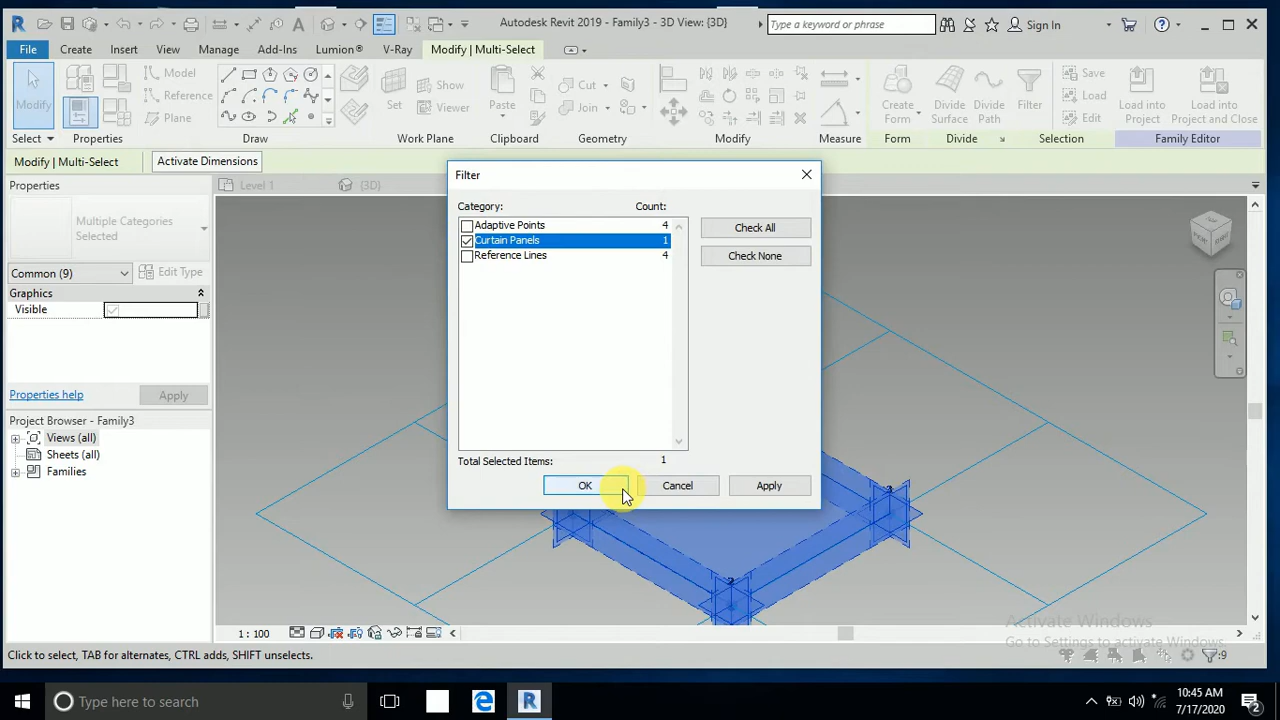 Autodesk Revit 2019 - Family3 - 3D View: {3D}
Type a keyword or phrase
Sign In
File
Create
Insert
View
Manage
Add-Ins
Lumion®
V-Ray
Modify | Multi-Select
Modify
Model
Reference
Plane
Set
Show
Viewer
Paste
Cut
Join
Create Form
Divide Surface
Divide Path
Filter
Save
Load
Edit
Load into Project
Load into Project and Close
Select
Properties
Draw
Work Plane
Clipboard
Geometry
Modify
Measure
Form
Divide
Selection
Family Editor
Modify | Multi-Select
Activate Dimensions
Properties
Level 1
{3D}
Multiple Categories Selected
Common (9)
Edit Type
Graphics
Visible
Properties help
Apply
Project Browser - Family3
Views (all)
Sheets (all)
Families
Filter
Category:
Count:
Adaptive Points 4
Curtain Panels 1
Reference Lines 4
Check All
Check None
Total Selected Items: 1
OK
Cancel
Apply
3
2
Activate Windows
Go to Settings to activate Windows.
1 : 100
Click to select, TAB for alternates, CTRL adds, SHIFT unselects.
:9
Type here to search
10:45 AM
7/17/2020
2